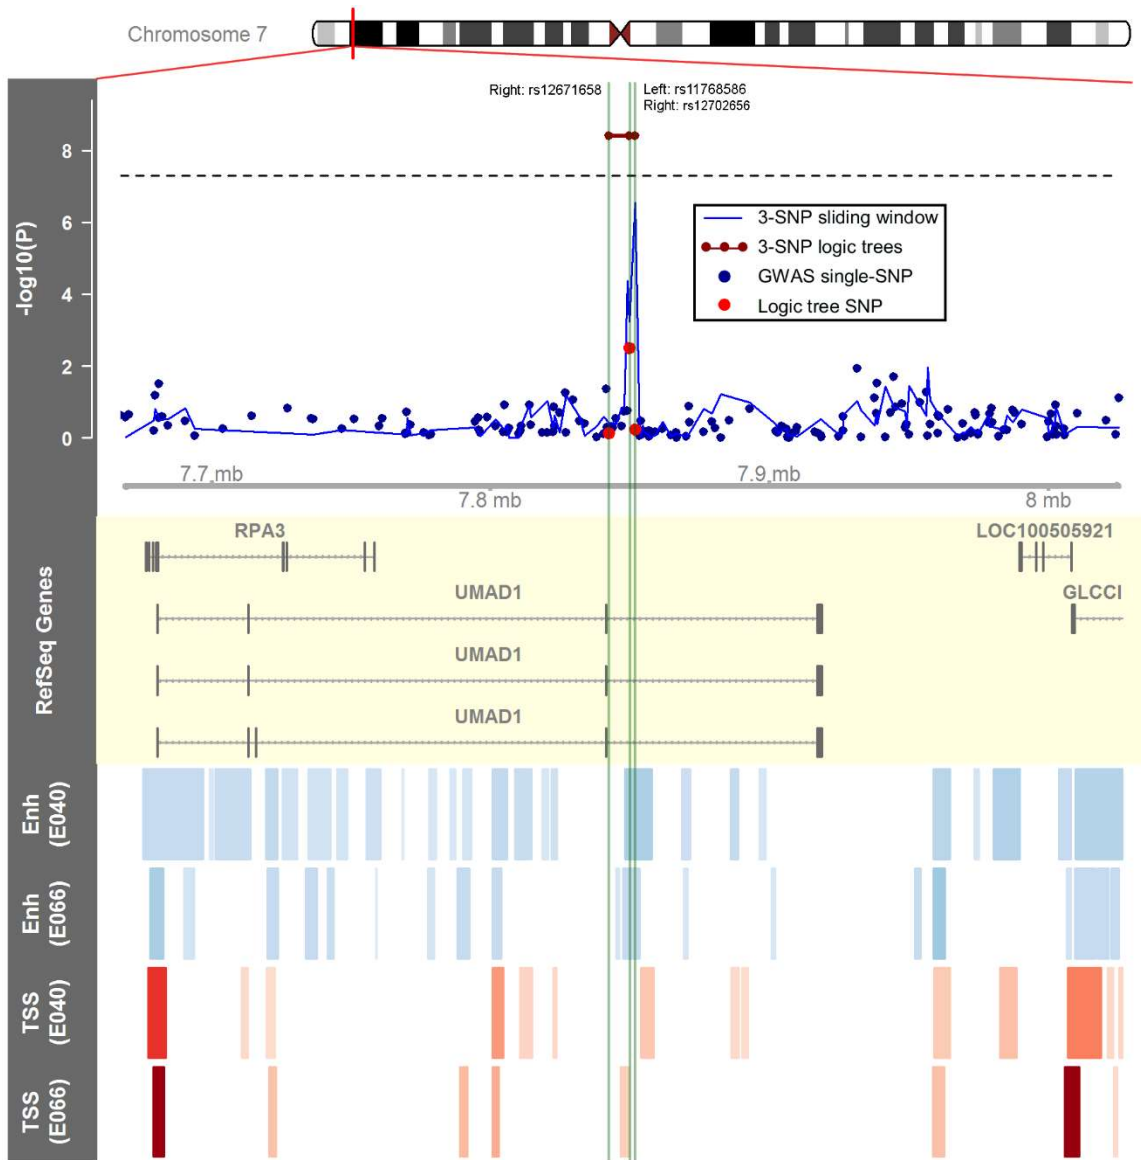 Chromosome 7
Right: rs12671658
Left: rs11768586
Right: rs12702656
-log10(P)
8
6
4
2
0
3-SNP sliding window
3-SNP logic trees
GWAS single-SNP
Logic tree SNP
7.7 mb
7.8 mb
7.9 mb
8 mb
RefSeq Genes
RPA3
LOC100505921
UMAD1
GLCCI
UMAD1
UMAD1
Enh
(E040)
Enh
(E066)
TSS
(E040)
TSS
(E066)